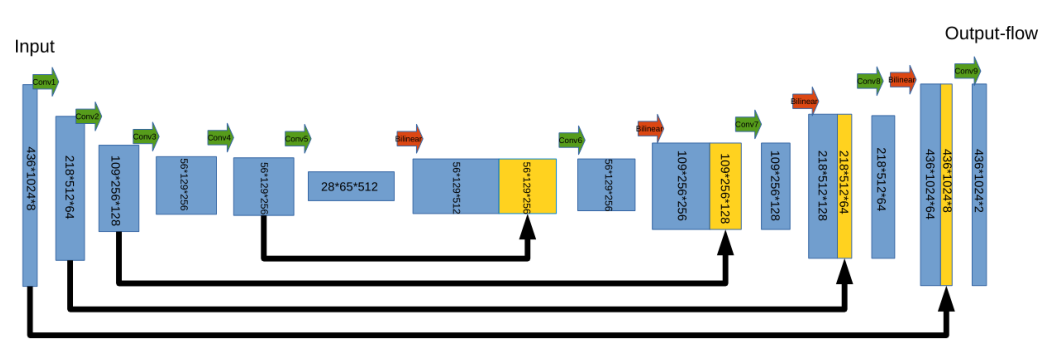 Input
Output-flow
Conv1
Conv2
Conv3
Conv4
Conv5
Bilinear
Conv6
Bilinear
Conv7
Bilinear
Conv8
Bilinear
Conv9
436*1024*8
218*512*64
109*256*128
56*129*256
56*129*256
28*65*512
56*129*512
56*129*256
56*129*256
109*256*256
109*256*128
109*256*128
218*512*128
218*512*64
218*512*64
436*1024*64
436*1024*8
436*1024*2